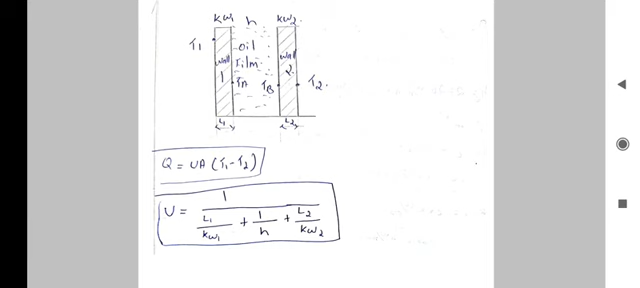 kw1 h kw2
T1 oil
film
wall wall
1 2
TA TB T2
L1 L2
Q = UA (T1-T2)
U = 1 / (L1/kw1 + 1/h + L2/kw2)